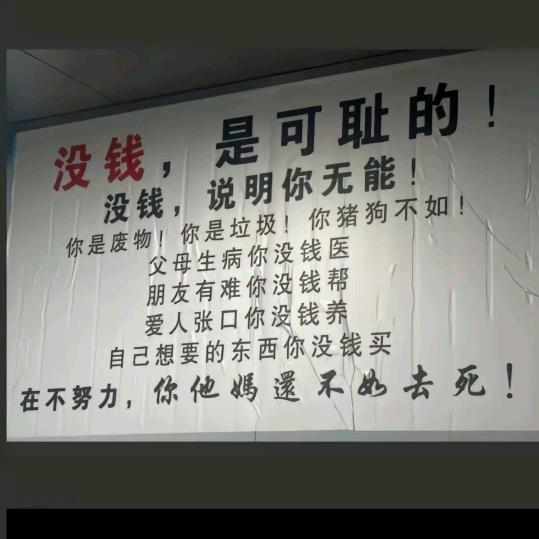 没钱，是可耻的！
没钱，说明你无能！
你是废物！你是垃圾！你猪狗不如！
父母生病你没钱医
朋友有难你没钱帮
爱人张口你没钱养
自己想要的东西你没钱买
在不努力，你他媽還不如去死！